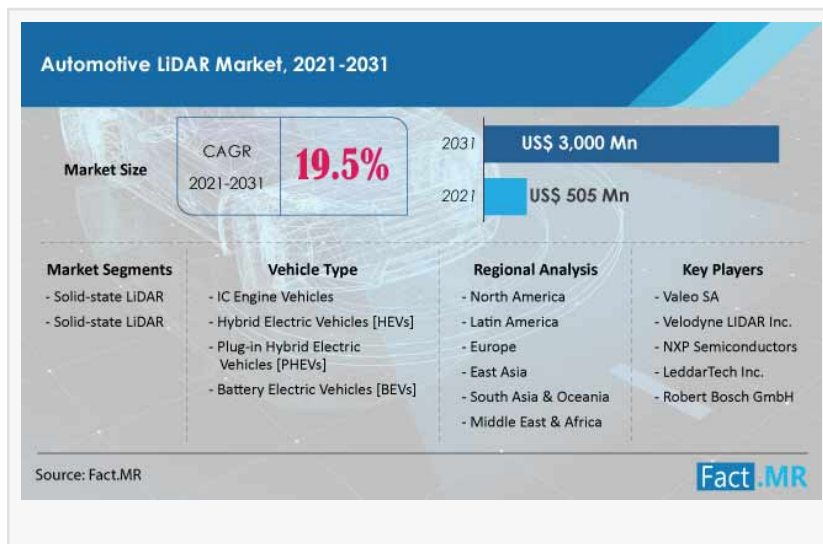 Automotive LiDAR Market, 2021-2031
Market Size
CAGR
2021-2031
19.5%
2031
US$ 3,000 Mn
2021
US$ 505 Mn
Market Segments
- Solid-state LiDAR
- Solid-state LiDAR
Vehicle Type
- IC Engine Vehicles
- Hybrid Electric Vehicles [HEVs]
- Plug-in Hybrid Electric
Vehicles [PHEVs]
- Battery Electric Vehicles [BEVs]
Regional Analysis
- North America
- Latin America
- Europe
- East Asia
- South Asia & Oceania
- Middle East & Africa
Key Players
- Valeo SA
- Velodyne LIDAR Inc.
- NXP Semiconductors
- LeddarTech Inc.
- Robert Bosch GmbH
Source: Fact.MR
Fact.MR